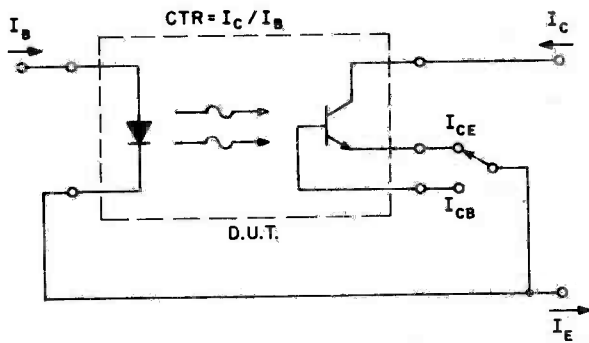 CTR = I_C / I_B
I_B
I_C
I_CE
I_CB
D.U.T.
I_E